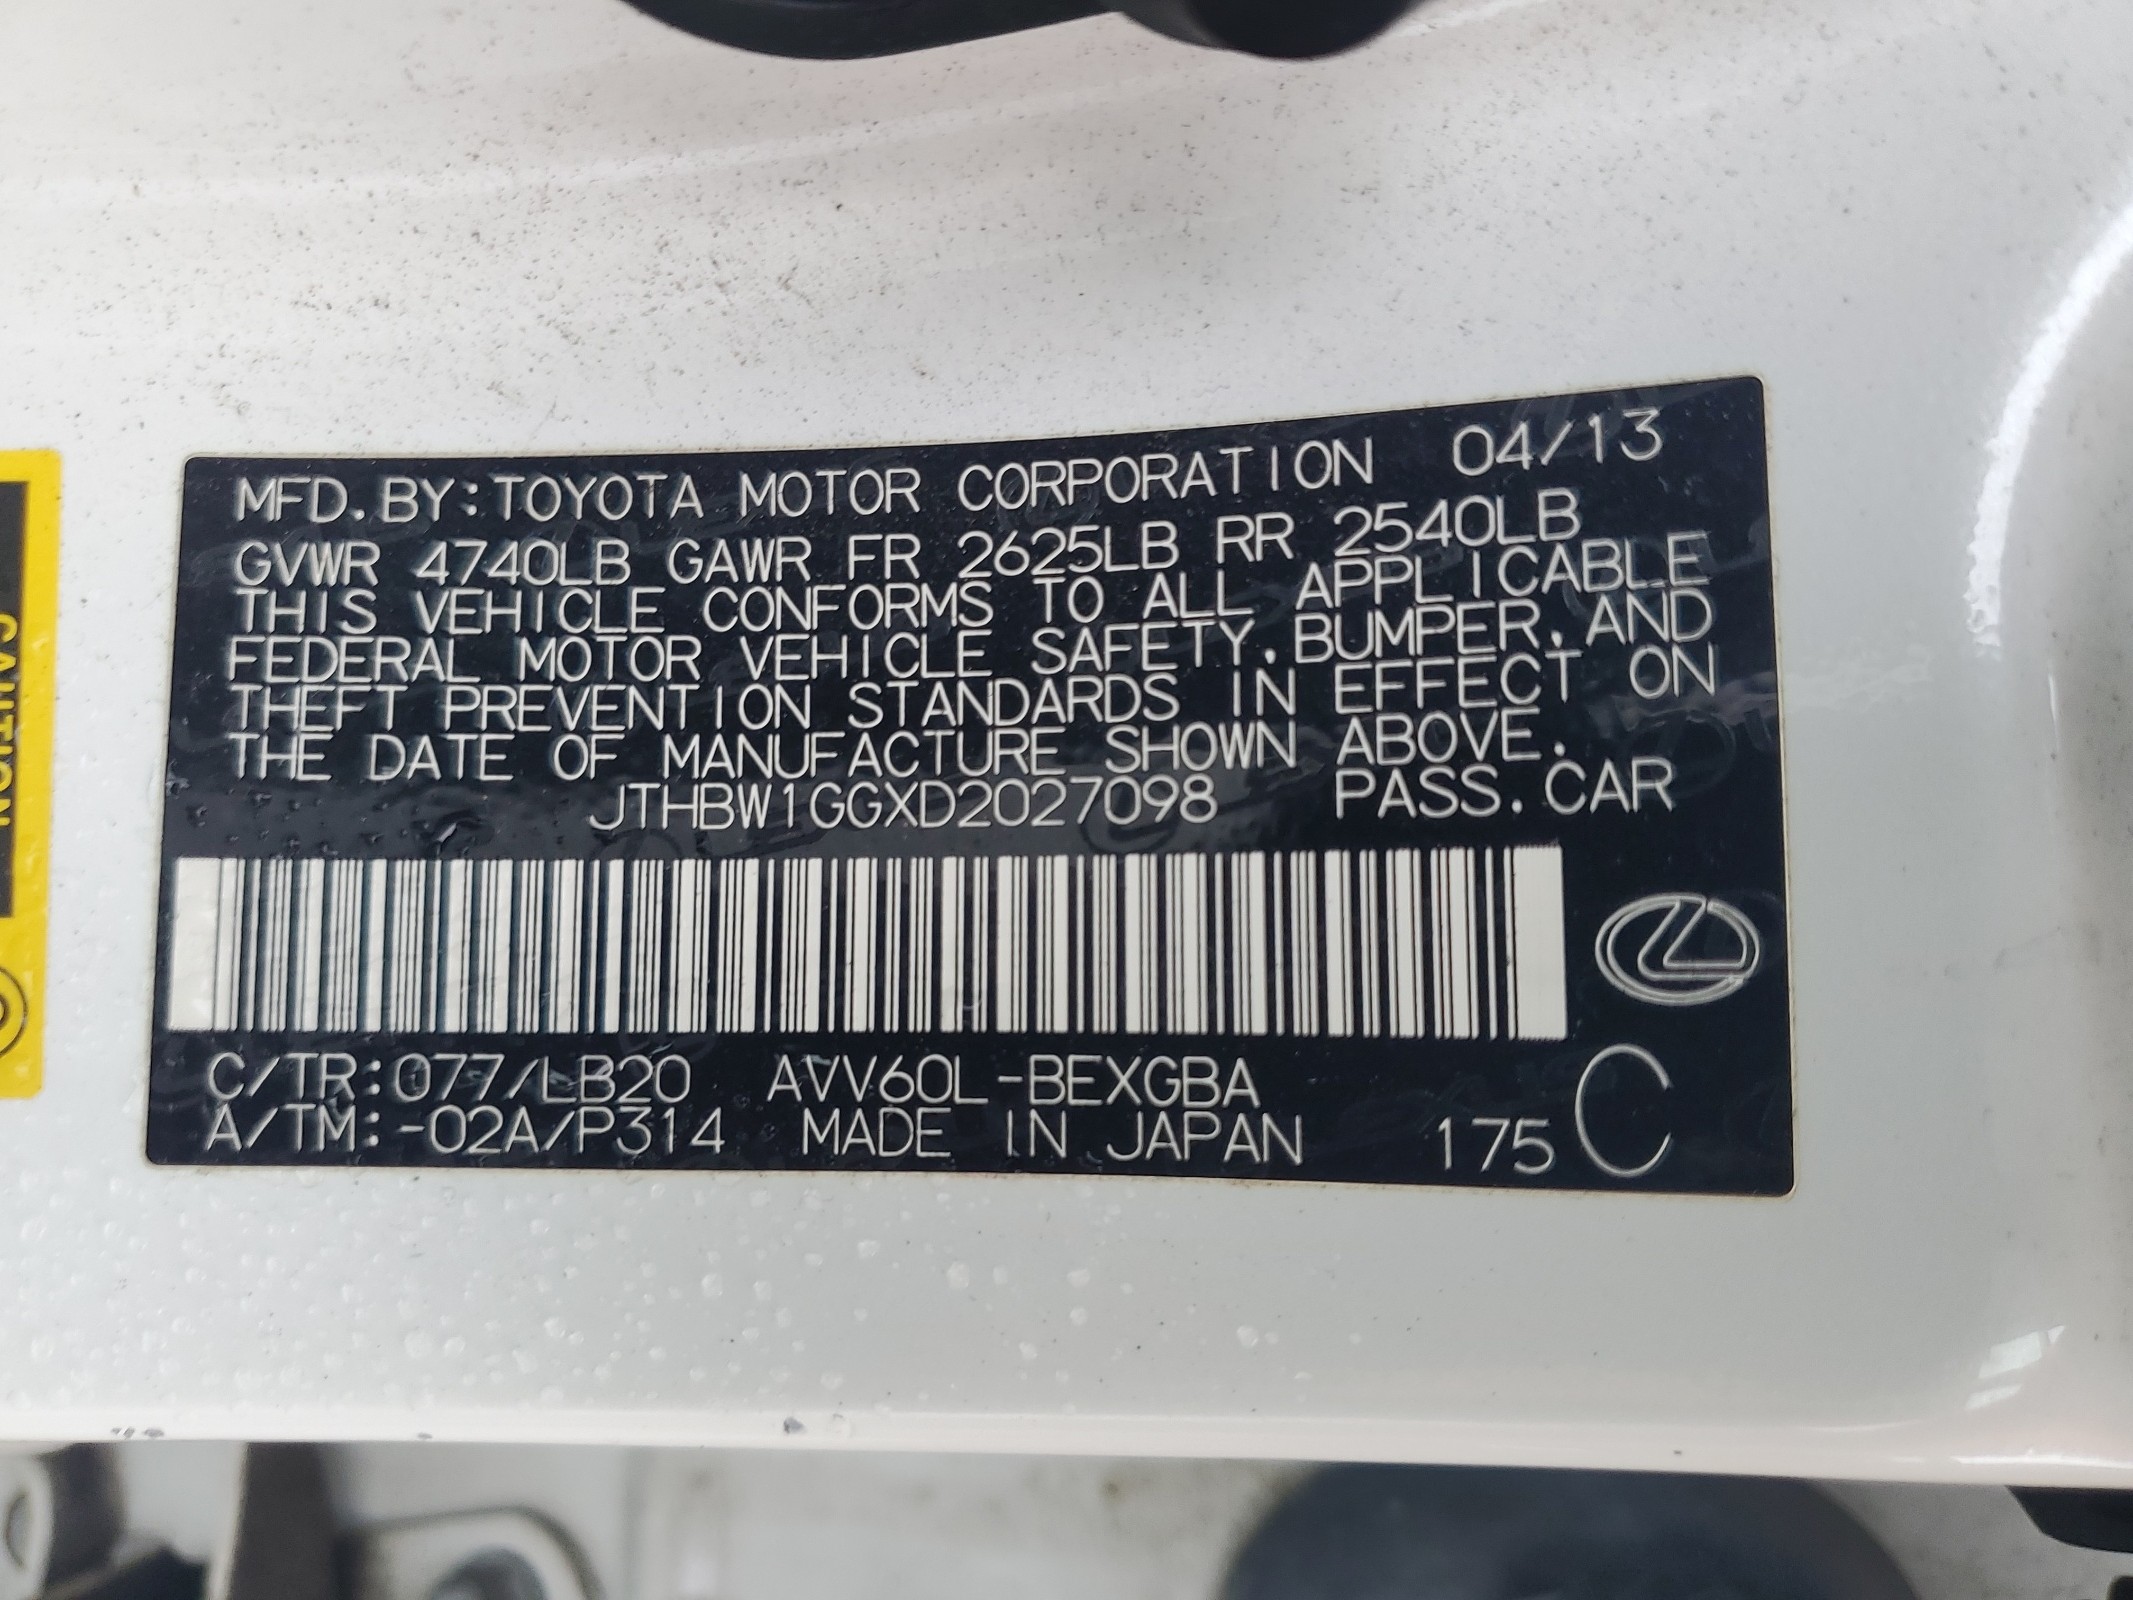 MFD.BY:TOYOTA MOTOR CORPORATION 04/13
GVWR 4740LB GAWR FR 2625LB RR 2540LB
THIS VEHICLE CONFORMS TO ALL APPLICABLE
FEDERAL MOTOR VEHICLE SAFETY,BUMPER,AND
THEFT PREVENTION STANDARDS IN EFFECT ON
THE DATE OF MANUFACTURE SHOWN ABOVE.
JTHBW1GGXD2027098 PASS.CAR
C/TR:077/LB20 AVV60L-BEXGBA
A/TM:-02A/P314 MADE IN JAPAN 175 C
CAUTION